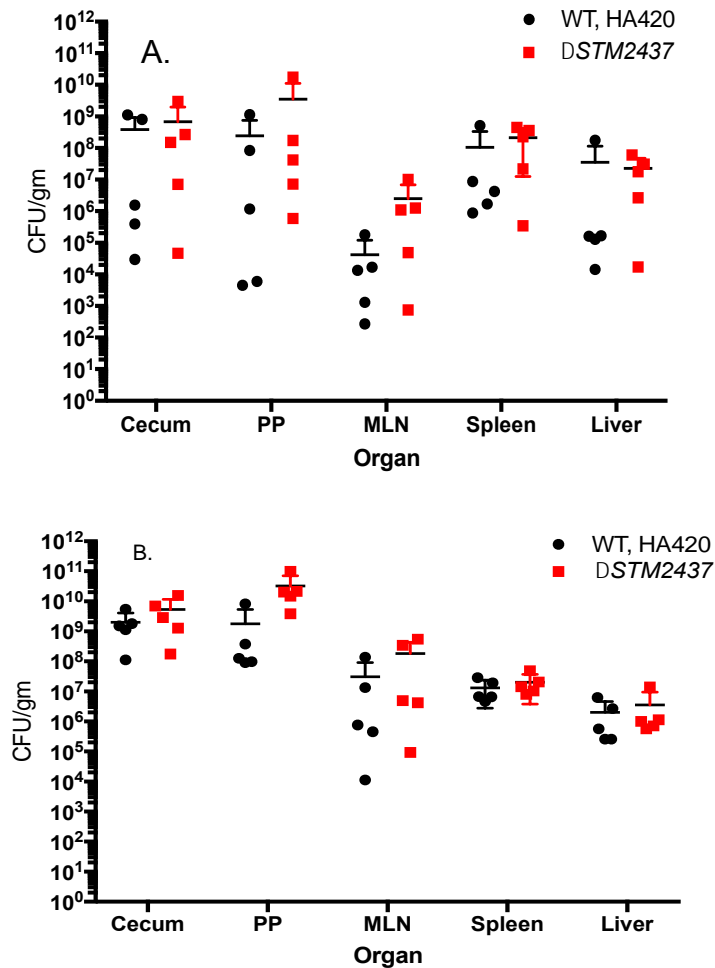 A.
WT, HA420
DSTM2437
CFU/gm
10¹²
10¹¹
10¹⁰
10⁹
10⁸
10⁷
10⁶
10⁵
10⁴
10³
10²
10¹
10⁰
Cecum PP MLN Spleen Liver
Organ
B.
WT, HA420
DSTM2437
CFU/gm
10¹²
10¹¹
10¹⁰
10⁹
10⁸
10⁷
10⁶
10⁵
10⁴
10³
10²
10¹
10⁰
Cecum PP MLN Spleen Liver
Organ